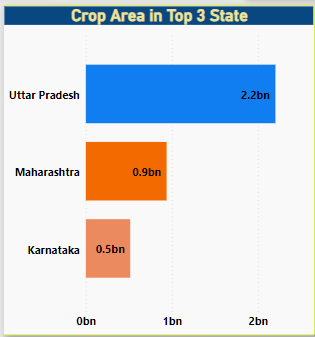 Crop Area in Top 3 State
Uttar Pradesh 2.2bn
Maharashtra 0.9bn
Karnataka 0.5bn
0bn 1bn 2bn